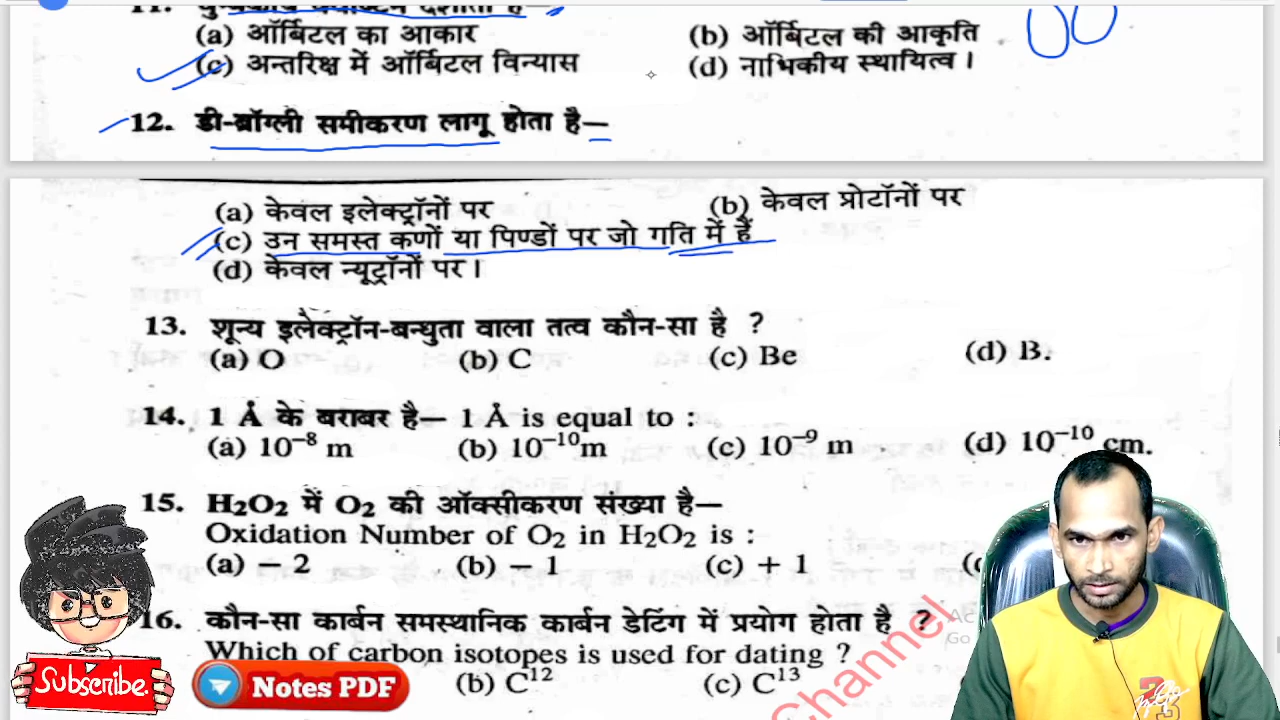 (a) ऑर्बिटल का आकार (b) ऑर्बिटल की आकृति
(c) अन्तरिक्ष में ऑर्बिटल विन्यास (d) नाभिकीय स्थायित्व।
12. डी-ब्रॉग्ली समीकरण लागू होता है—
(a) केवल इलेक्ट्रॉनों पर (b) केवल प्रोटॉनों पर
(c) उन समस्त कणों या पिण्डों पर जो गति में हैं
(d) केवल न्यूट्रॉनों पर।
13. शून्य इलेक्ट्रॉन-बन्धुता वाला तत्व कौन-सा है ?
(a) O (b) C (c) Be (d) B.
14. 1 Å के बराबर है— 1 Å is equal to :
(a) 10⁻⁸ m (b) 10⁻¹⁰m (c) 10⁻⁹ m (d) 10⁻¹⁰ cm.
15. H₂O₂ में O₂ की ऑक्सीकरण संख्या है—
Oxidation Number of O₂ in H₂O₂ is :
(a) – 2 (b) – 1 (c) + 1
16. कौन-सा कार्बन समस्थानिक कार्बन डेटिंग में प्रयोग होता है ?
Which of carbon isotopes is used for dating ?
(b) C¹² (c) C¹³
Subscribe
Notes PDF
Channel